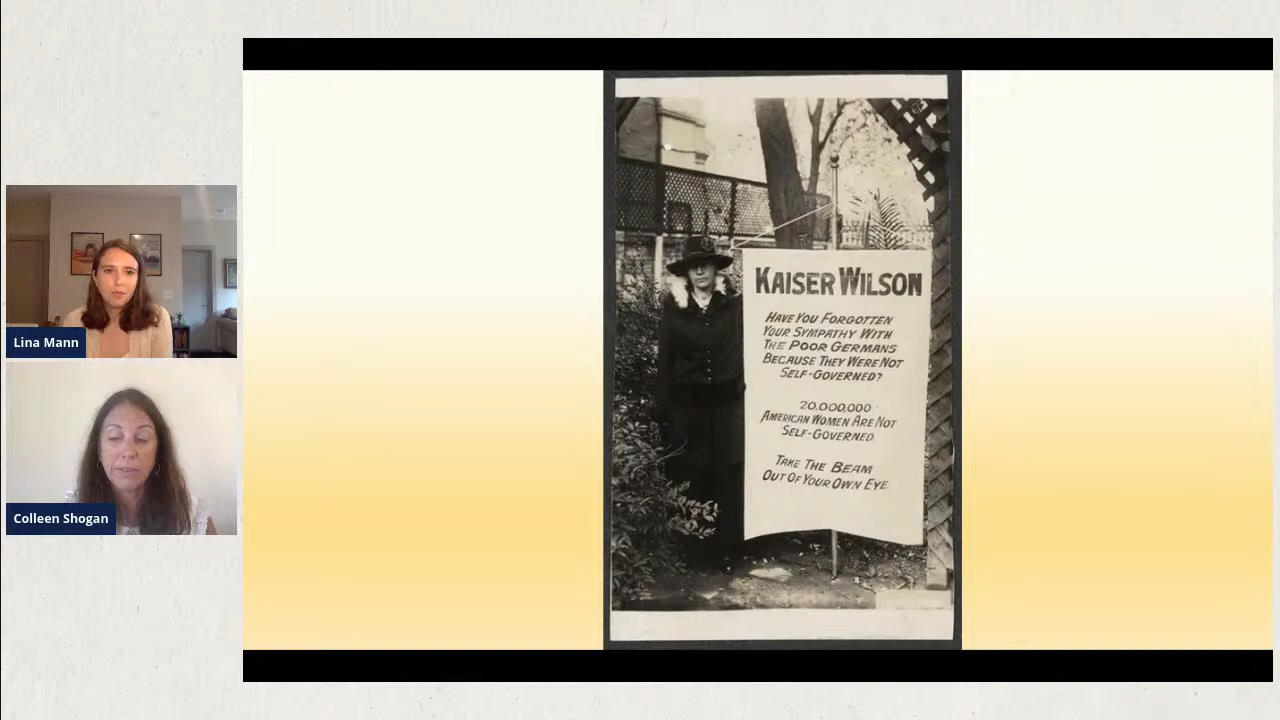 Lina Mann
Colleen Shogan
KAISER WILSON
HAVE YOU FORGOTTEN
YOUR SYMPATHY WITH
THE POOR GERMANS
BECAUSE THEY WERE NOT
SELF-GOVERNED?
20,000,000
AMERICAN WOMEN ARE NOT
SELF-GOVERNED.
TAKE THE BEAM
OUT OF YOUR OWN EYE.